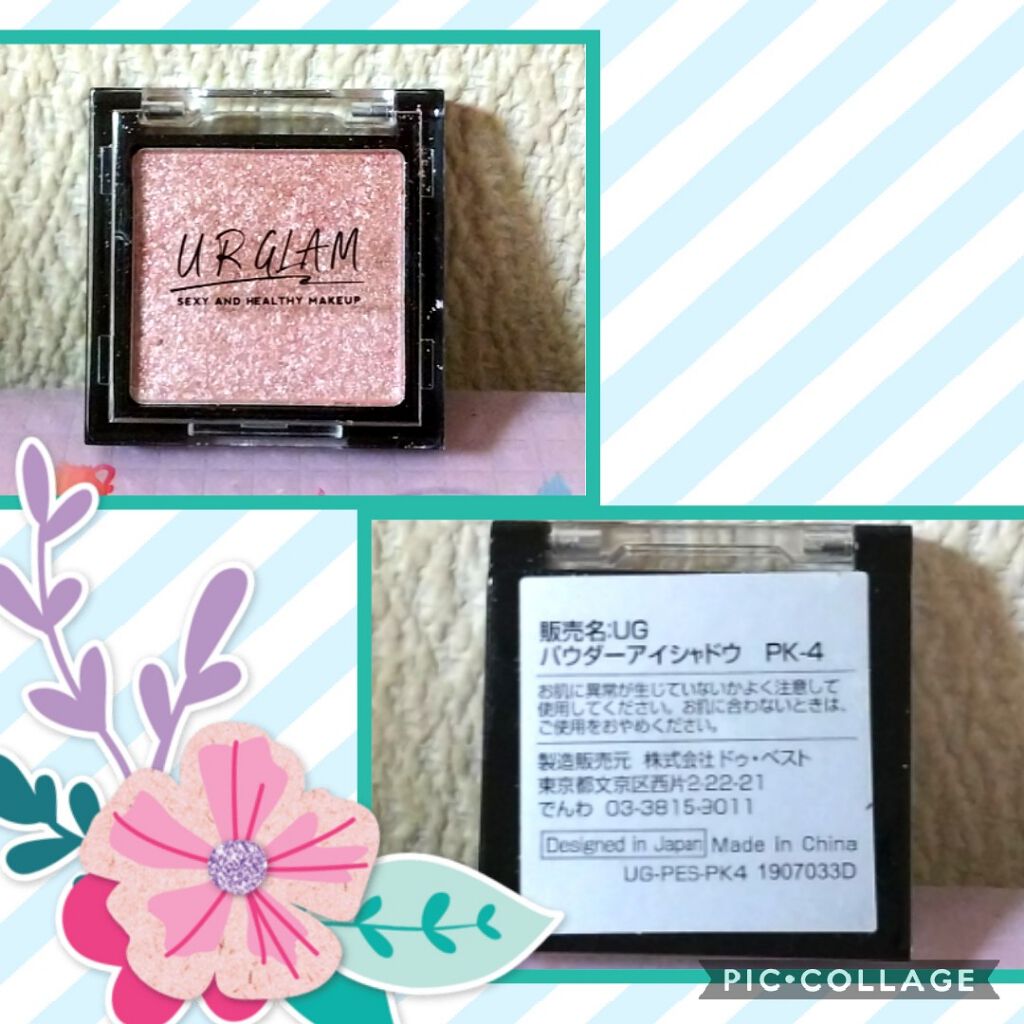 URGLAM
SEXY AND HEALTHY MAKEUP
販売名:UG
パウダーアイシャドウ PK-4
お肌に異常が生じていないかよく注意して
使用してください。お肌に合わないときは、
ご使用をおやめください。
製造販売元 株式会社 ドゥ・ベスト
東京都文京区西片2-22-21
でんわ 03-3815-9011
Designed in Japan Made In China
UG-PES-PK4 1907033D
PIC•COLLAGE